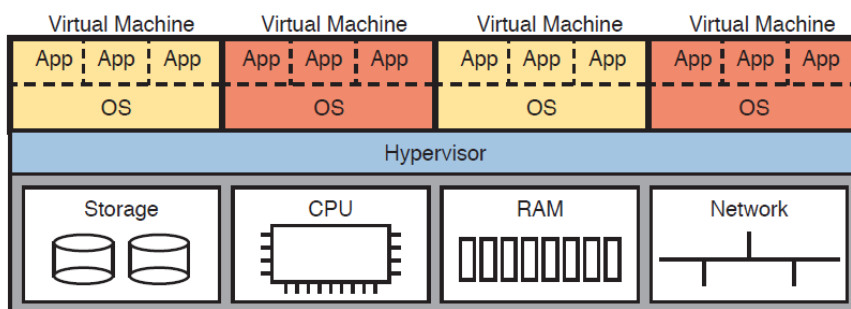 Virtual Machine Virtual Machine Virtual Machine Virtual Machine
App App App App App App App App App App App App
OS OS OS OS
Hypervisor
Storage CPU RAM Network